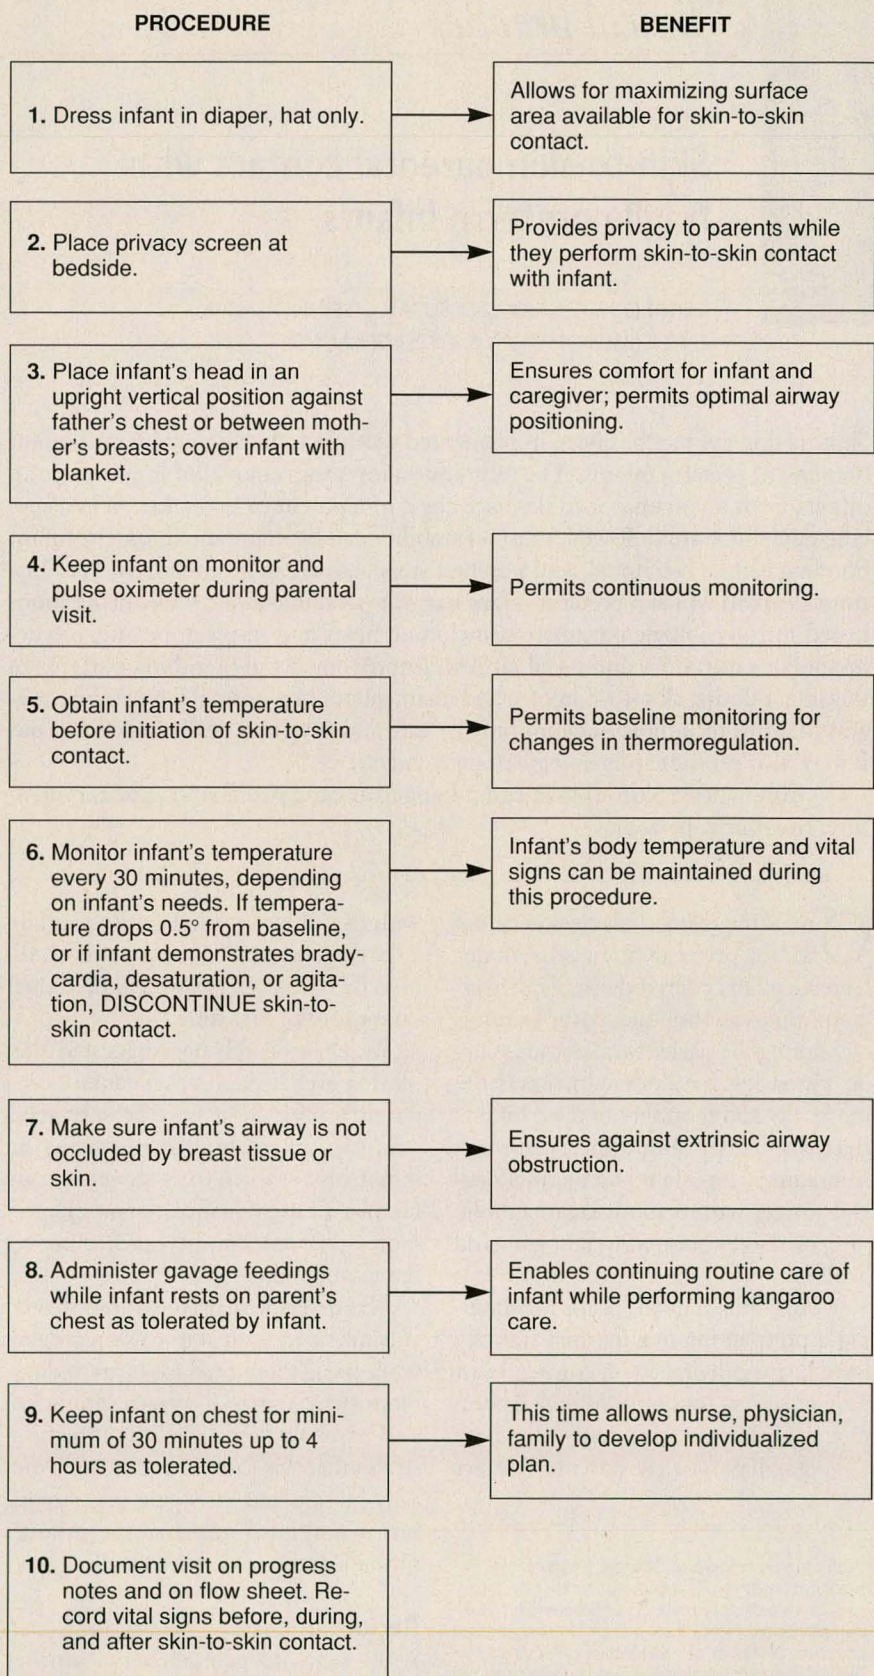 PROCEDURE
BENEFIT
1. Dress infant in diaper, hat only.
Allows for maximizing surface
area available for skin-to-skin
contact.
2. Place privacy screen at
bedside.
Provides privacy to parents while
they perform skin-to-skin contact
with infant.
3. Place infant's head in an
upright vertical position against
father's chest or between moth-
er's breasts; cover infant with
blanket.
Ensures comfort for infant and
caregiver; permits optimal airway
positioning.
4. Keep infant on monitor and
pulse oximeter during parental
visit.
Permits continuous monitoring.
5. Obtain infant's temperature
before initiation of skin-to-skin
contact.
Permits baseline monitoring for
changes in thermoregulation.
6. Monitor infant's temperature
every 30 minutes, depending
on infant's needs. If tempera-
ture drops 0.5° from baseline,
or if infant demonstrates brady-
cardia, desaturation, or agita-
tion, DISCONTINUE skin-to-
skin contact.
Infant's body temperature and vital
signs can be maintained during
this procedure.
7. Make sure infant's airway is not
occluded by breast tissue or
skin.
Ensures against extrinsic airway
obstruction.
8. Administer gavage feedings
while infant rests on parent's
chest as tolerated by infant.
Enables continuing routine care of
infant while performing kangaroo
care.
9. Keep infant on chest for mini-
mum of 30 minutes up to 4
hours as tolerated.
This time allows nurse, physician,
family to develop individualized
plan.
10. Document visit on progress
notes and on flow sheet. Re-
cord vital signs before, during,
and after skin-to-skin contact.